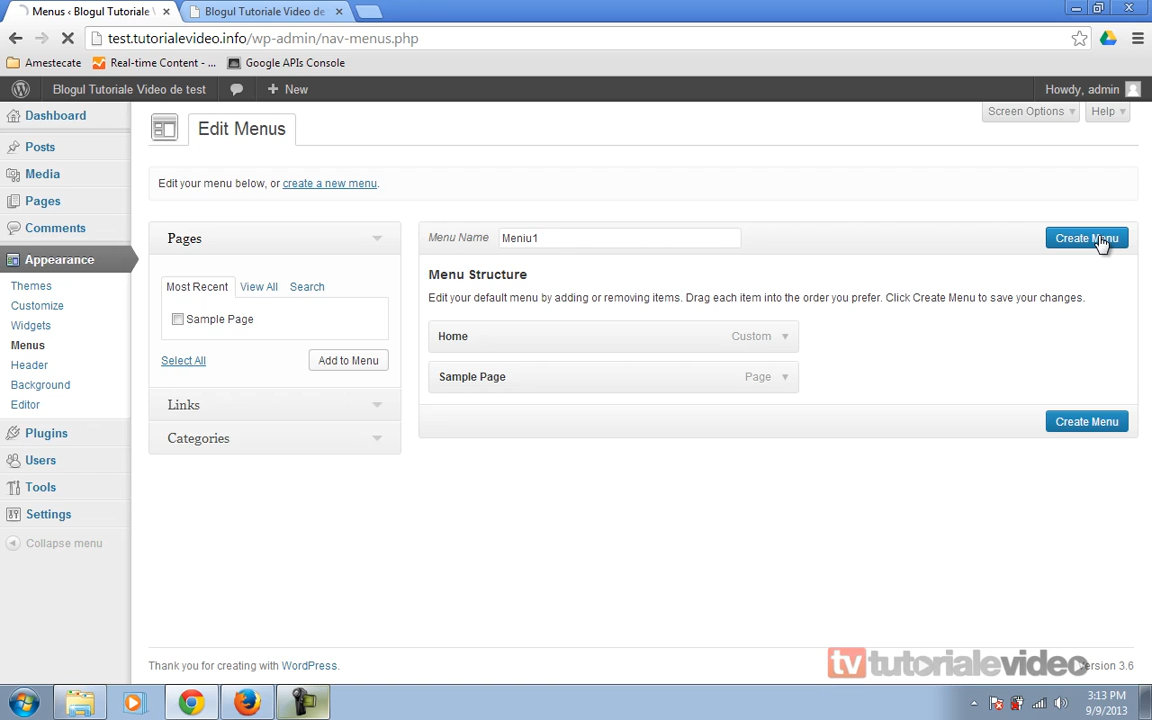 Menus ‹ Blogul Tutoriale ×
Blogul Tutoriale Video de ×
test.tutorialevideo.info/wp-admin/nav-menus.php
Amestecate
Real-time Content - ...
Google APIs Console
Blogul Tutoriale Video de test
+ New
Howdy, admin
Screen Options
Help
Dashboard
Posts
Media
Pages
Comments
Appearance
Themes
Customize
Widgets
Menus
Header
Background
Editor
Plugins
Users
Tools
Settings
Collapse menu
Edit Menus
Edit your menu below, or create a new menu.
Pages
Most Recent View All Search
Sample Page
Select All
Add to Menu
Links
Categories
Menu Name Meniu1
Create Menu
Menu Structure
Edit your default menu by adding or removing items. Drag each item into the order you prefer. Click Create Menu to save your changes.
Home Custom
Sample Page Page
Create Menu
Thank you for creating with WordPress.
tv tutorialevideo
Version 3.6
3:13 PM
9/9/2013